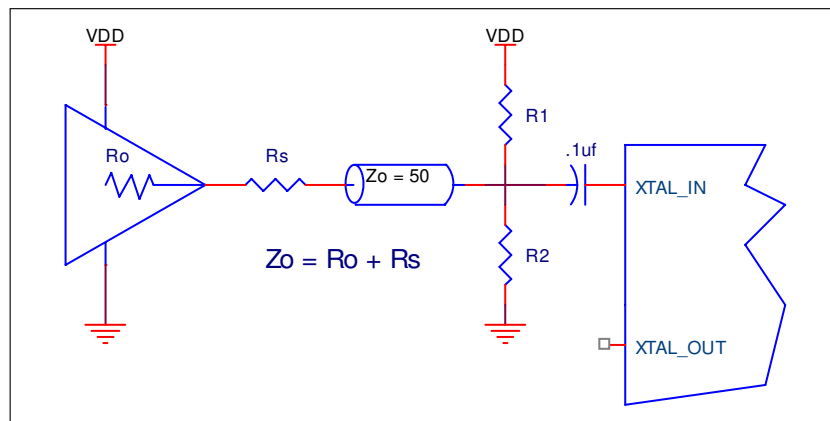 VDD
VDD
R1
Ro
Rs
Zo = 50
.1uf
XTAL_IN
Zo = Ro + Rs
R2
XTAL_OUT